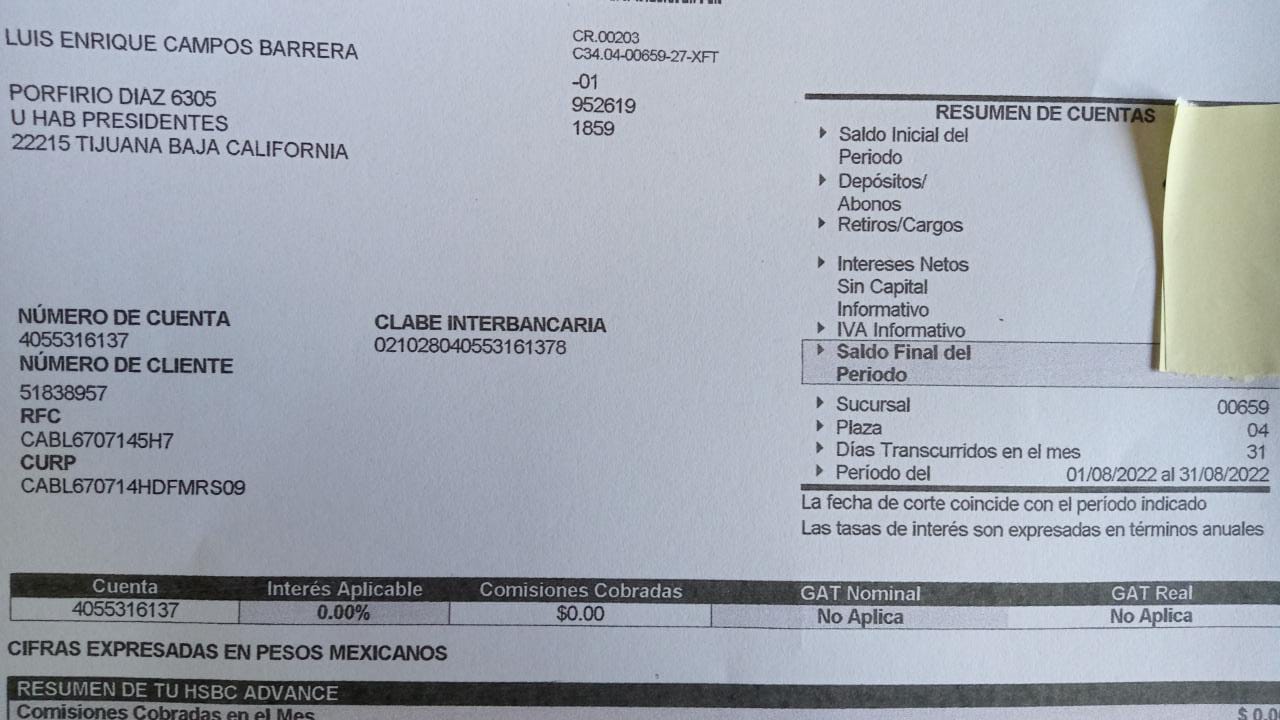 LUIS ENRIQUE CAMPOS BARRERA
PORFIRIO DIAZ 6305
U HAB PRESIDENTES
22215 TIJUANA BAJA CALIFORNIA
CR.00203
C34.04-00659-27-XFT
-01
952619
1859
RESUMEN DE CUENTAS
Saldo Inicial del
Periodo
Depósitos/
Abonos
Retiros/Cargos
Intereses Netos
Sin Capital
Informativo
IVA Informativo
Saldo Final del
Periodo
Sucursal 00659
Plaza 04
Días Transcurridos en el mes 31
Período del 01/08/2022 al 31/08/2022
La fecha de corte coincide con el período indicado
Las tasas de interés son expresadas en términos anuales
NÚMERO DE CUENTA
4055316137
NÚMERO DE CLIENTE
51838957
RFC
CABL6707145H7
CURP
CABL670714HDFMRS09
CLABE INTERBANCARIA
021028040553161378
Cuenta Interés Aplicable Comisiones Cobradas GAT Nominal GAT Real
4055316137 0.00% $0.00 No Aplica No Aplica
CIFRAS EXPRESADAS EN PESOS MEXICANOS
RESUMEN DE TU HSBC ADVANCE
Comisiones Cobradas en el Mes